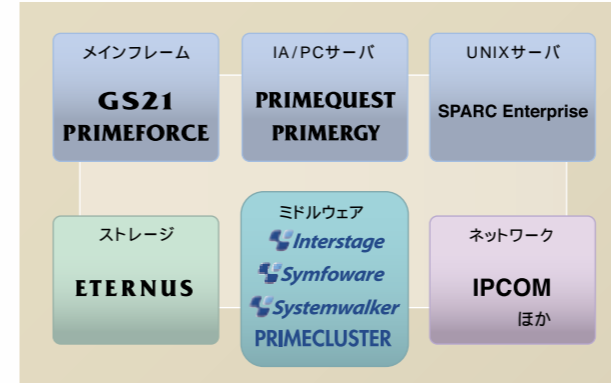 メインフレーム
GS21
PRIMEFORCE
IA/PCサーバ
PRIMEQUEST
PRIMERGY
UNIXサーバ
SPARC Enterprise
ストレージ
ETERNUS
ミドルウェア
Interstage
Symfoware
Systemwalker
PRIMECLUSTER
ネットワーク
IPCOM
ほか